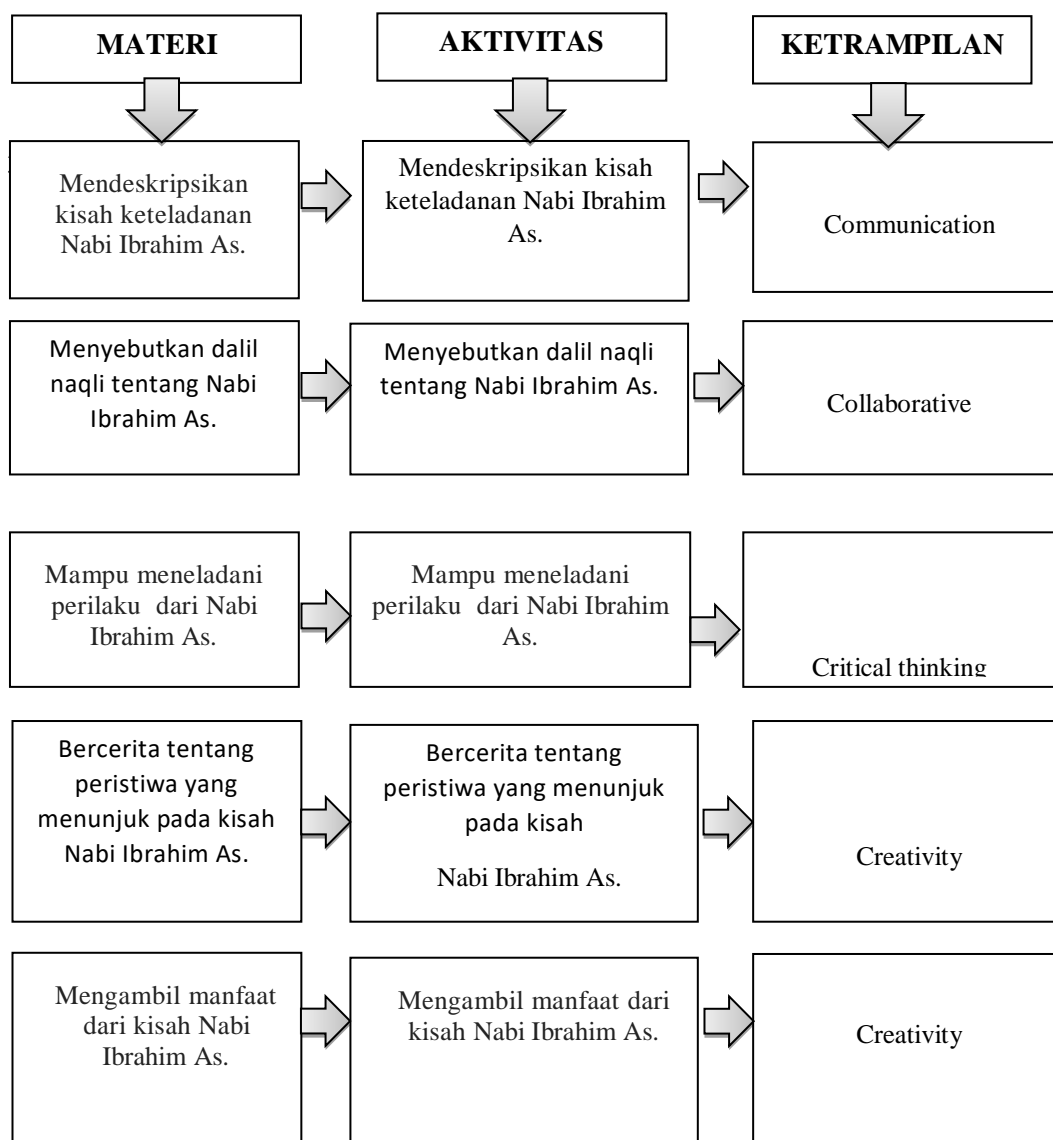 MATERI
AKTIVITAS
KETRAMPILAN
Mendeskripsikan
kisah keteladanan
Nabi Ibrahim As.
Mendeskripsikan kisah
keteladanan Nabi Ibrahim
As.
Communication
Menyebutkan dalil
naqli tentang Nabi
Ibrahim As.
Menyebutkan dalil naqli
tentang Nabi Ibrahim As.
Collaborative
Mampu meneladani
perilaku dari Nabi
Ibrahim As.
Mampu meneladani
perilaku dari Nabi Ibrahim
As.
Critical thinking
Bercerita tentang
peristiwa yang
menunjuk pada kisah
Nabi Ibrahim As.
Bercerita tentang
peristiwa yang menunjuk
pada kisah
Nabi Ibrahim As.
Creativity
Mengambil manfaat
dari kisah Nabi
Ibrahim As.
Mengambil manfaat dari
kisah Nabi Ibrahim As.
Creativity